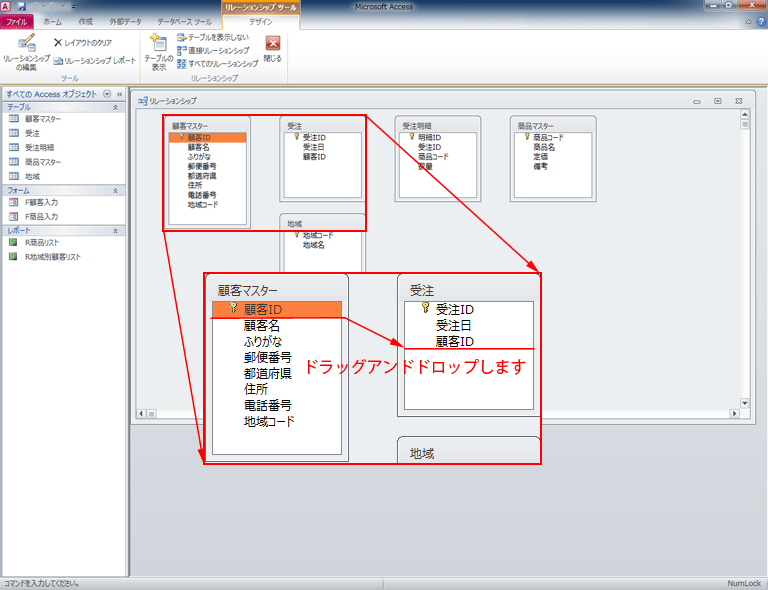 リレーションシップ ツール
Microsoft Access
ファイル ホーム 作成 外部データ データベース ツール デザイン
レイアウトのクリア
リレーションシップ レポート
リレーションシップの編集
ツール
テーブルの表示
テーブルを表示しない
直接リレーションシップ
すべてのリレーションシップ
閉じる
リレーションシップ
すべての Access オブジェクト
テーブル
顧客マスター
受注
受注明細
商品マスター
地域
フォーム
F顧客入力
F商品入力
レポート
R商品リスト
R地域別顧客リスト
リレーションシップ
顧客マスター
顧客ID
顧客名
ふりがな
郵便番号
都道府県
住所
電話番号
地域コード
受注
受注ID
受注日
顧客ID
受注明細
明細ID
受注ID
商品コード
数量
商品マスター
商品コード
商品名
定価
備考
地域
地域コード
地域名
顧客マスター
顧客ID
顧客名
ふりがな
郵便番号
都道府県
住所
電話番号
地域コード
受注
受注ID
受注日
顧客ID
ドラッグアンドドロップします
地域
コマンドを入力してください。
NumLock